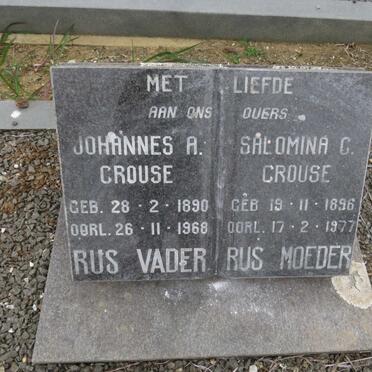 MET LIEFDE
AAN ONS OUERS
JOHANNES A.
CROUSE
GEB. 28 · 2 · 1890
OORL. 26 · 11 · 1968
RUS VADER
SALOMINA C.
CROUSE
GEB 19 · 11 · 1896
OORL. 17 · 2 · 1977
RUS MOEDER